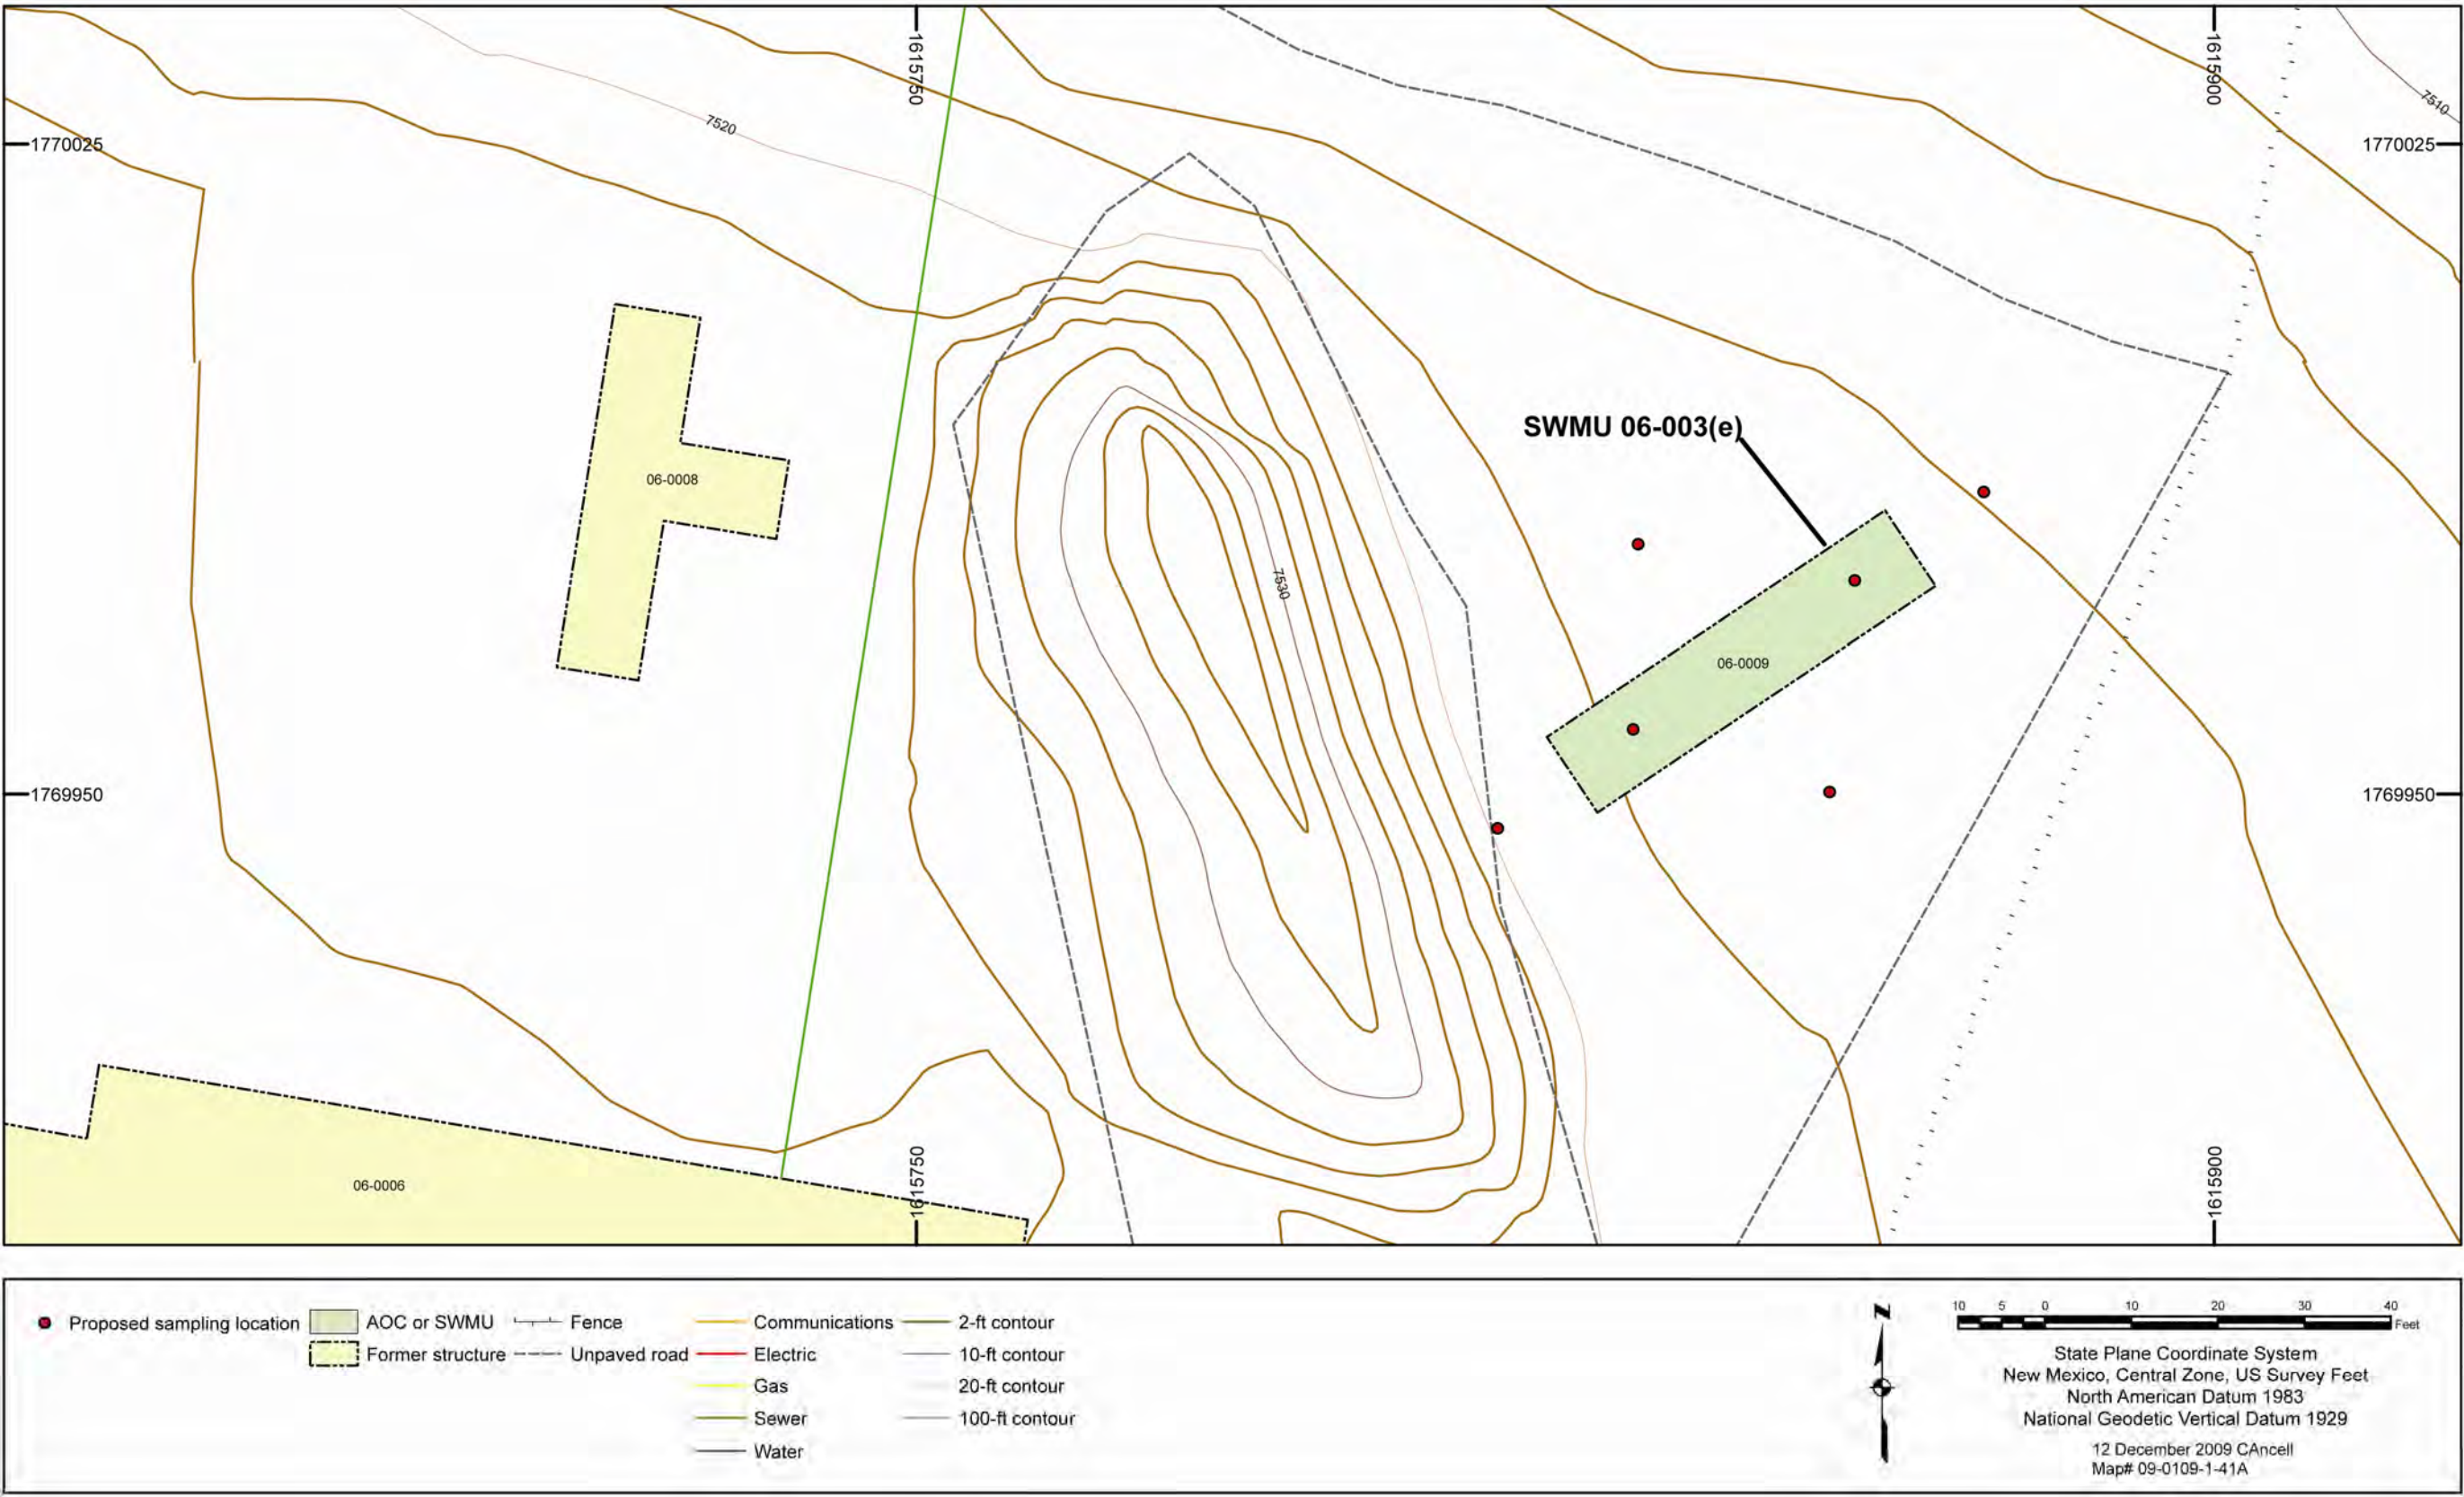 1615750
1615900
7510
7520
1770025
1770025
SWMU 06-003(e)
06-0008
7530
06-0009
1769950
1769950
06-0006
1615750
1615900
Proposed sampling location
AOC or SWMU
Former structure
Fence
Unpaved road
Communications
Electric
Gas
Sewer
Water
2-ft contour
10-ft contour
20-ft contour
100-ft contour
N
10 5 0 10 20 30 40
Feet
State Plane Coordinate System
New Mexico, Central Zone, US Survey Feet
North American Datum 1983
National Geodetic Vertical Datum 1929
12 December 2009 CAncell
Map# 09-0109-1-41A